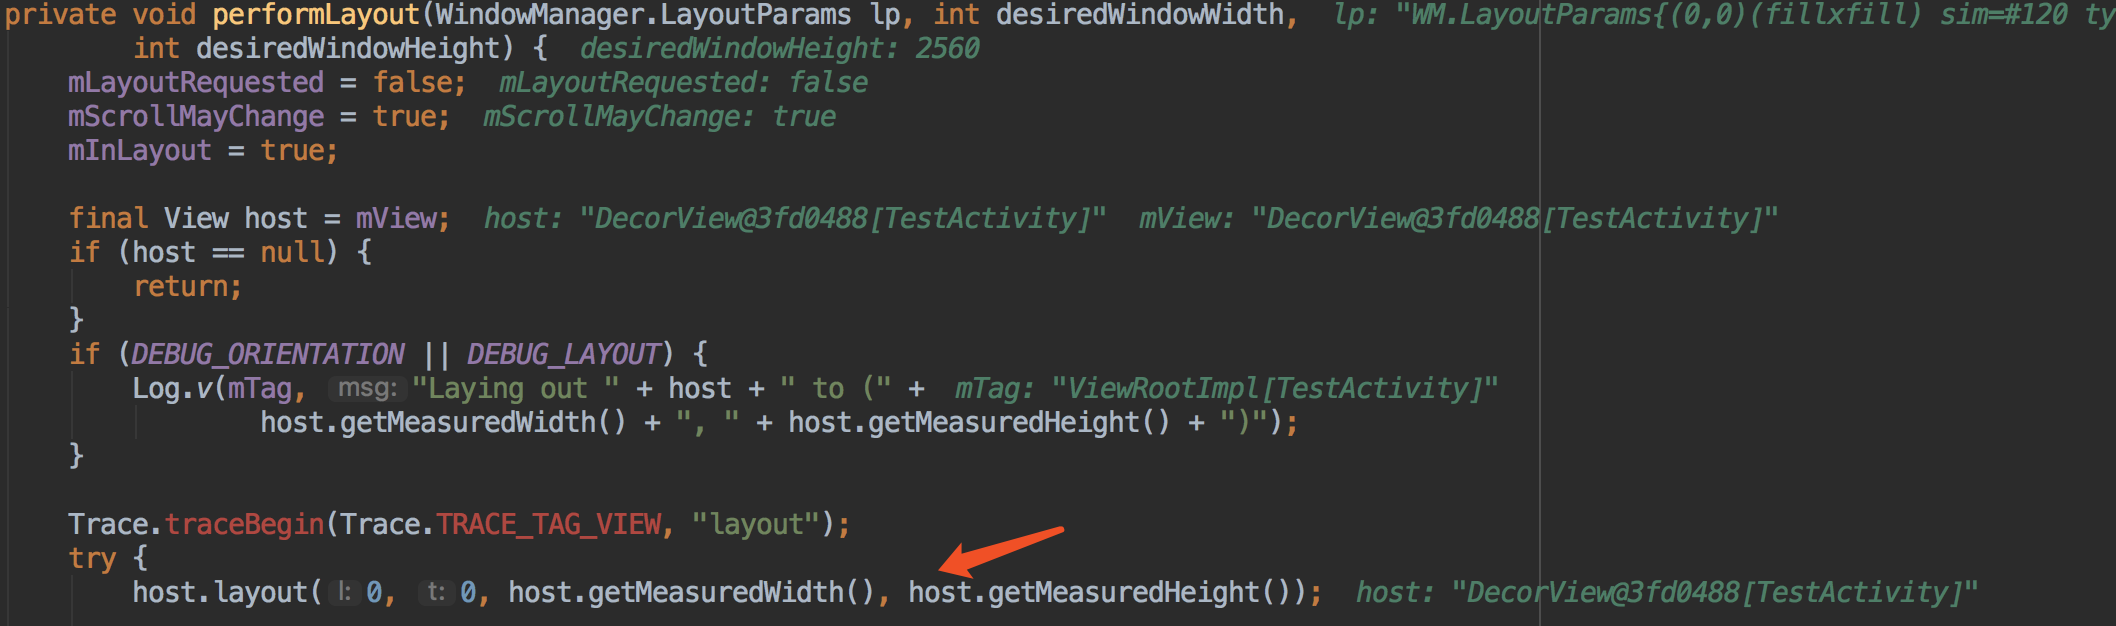 private void performLayout(WindowManager.LayoutParams lp, int desiredWindowWidth,  lp: "WM.LayoutParams{(0,0)(fillxfill) sim=#120 ty
        int desiredWindowHeight) {  desiredWindowHeight: 2560
    mLayoutRequested = false;  mLayoutRequested: false
    mScrollMayChange = true;  mScrollMayChange: true
    mInLayout = true;
    final View host = mView;  host: "DecorView@3fd0488[TestActivity]"  mView: "DecorView@3fd0488[TestActivity]"
    if (host == null) {
        return;
    }
    if (DEBUG_ORIENTATION || DEBUG_LAYOUT) {
        Log.v(mTag, msg: "Laying out " + host + " to (" +  mTag: "ViewRootImpl[TestActivity]"
                host.getMeasuredWidth() + ", " + host.getMeasuredHeight() + ")");
    }
    Trace.traceBegin(Trace.TRACE_TAG_VIEW, "layout");
    try {
        host.layout( l: 0, t: 0, host.getMeasuredWidth(), host.getMeasuredHeight());  host: "DecorView@3fd0488[TestActivity]"